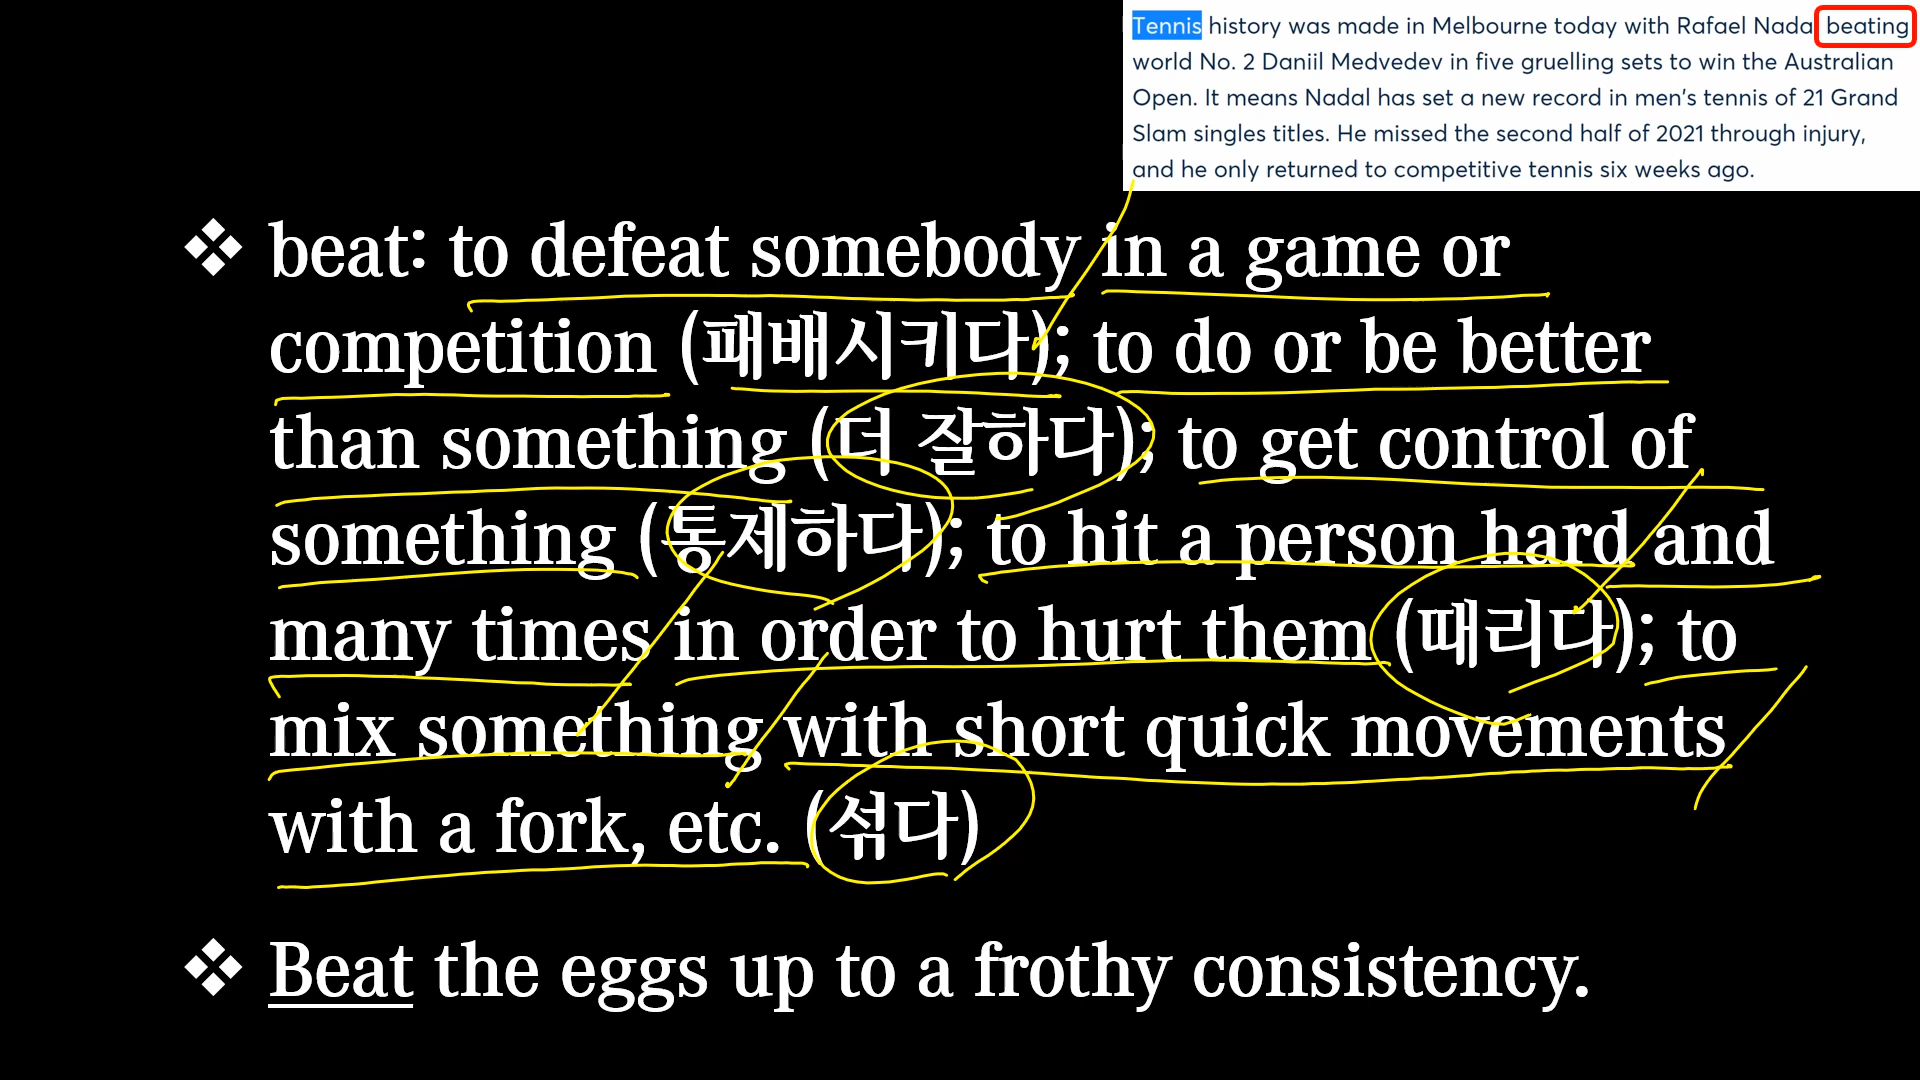 Tennis history was made in Melbourne today with Rafael Nada beating
world No. 2 Daniil Medvedev in five gruelling sets to win the Australian
Open. It means Nadal has set a new record in men's tennis of 21 Grand
Slam singles titles. He missed the second half of 2021 through injury,
and he only returned to competitive tennis six weeks ago.
❖ beat: to defeat somebody in a game or
competition (패배시키다); to do or be better
than something (더 잘하다); to get control of
something (통제하다); to hit a person hard and
many times in order to hurt them (때리다); to
mix something with short quick movements
with a fork, etc. (섞다)
❖ Beat the eggs up to a frothy consistency.